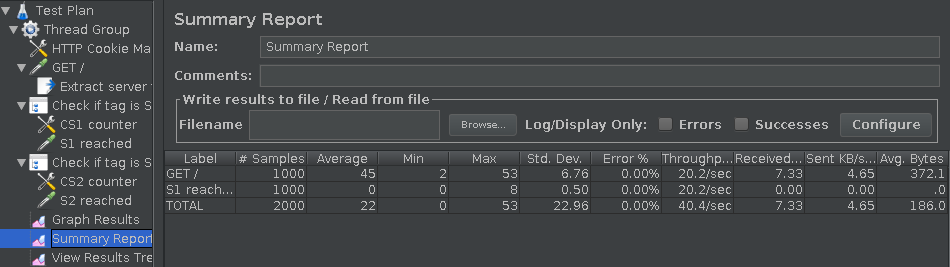 Test Plan
Thread Group
HTTP Cookie Ma
GET /
Extract server
Check if tag is S
CS1 counter
S1 reached
Check if tag is S
CS2 counter
S2 reached
Graph Results
Summary Report
View Results Tre
Summary Report
Name: Summary Report
Comments:
Write results to file / Read from file
Filename Browse... Log/Display Only: Errors Successes Configure
Label # Samples Average Min Max Std. Dev. Error % Throughp... Received... Sent KB/s... Avg. Bytes
GET / 1000 45 2 53 6.76 0.00% 20.2/sec 7.33 4.65 372.1
S1 reach... 1000 0 0 8 0.50 0.00% 20.2/sec 0.00 0.00 .0
TOTAL 2000 22 0 53 22.96 0.00% 40.4/sec 7.33 4.65 186.0